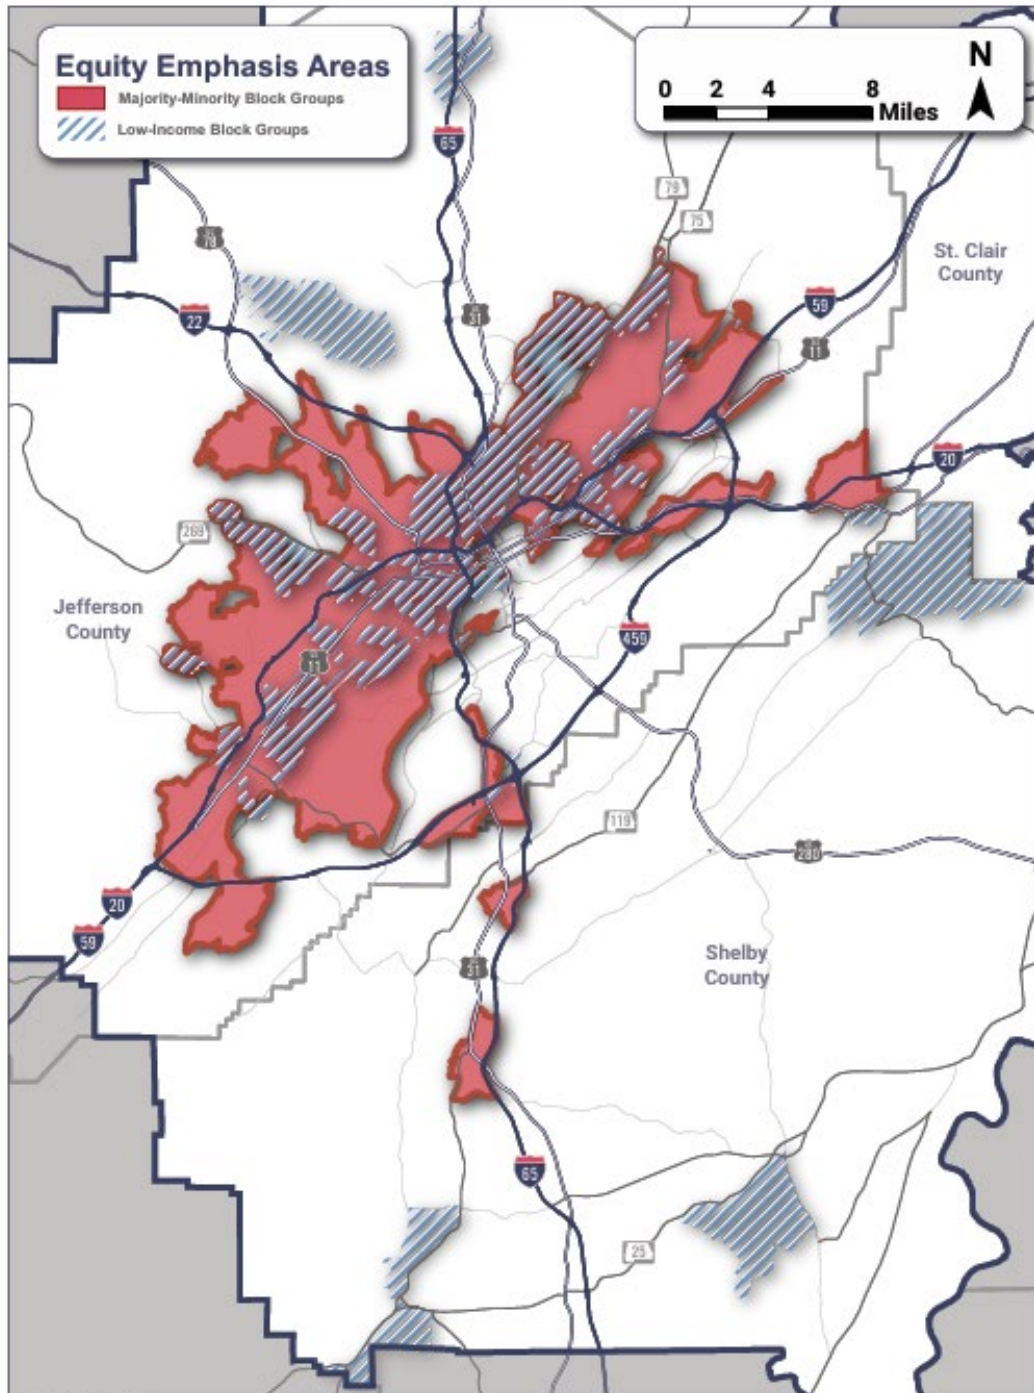 Equity Emphasis Areas
Majority-Minority Block Groups
Low-Income Block Groups
N
0 2 4 8
Miles
65
79
75
78
St. Clair
County
59
31
22
11
20
269
Jefferson
County
459
11
119
280
20
59
Shelby
County
31
65
25